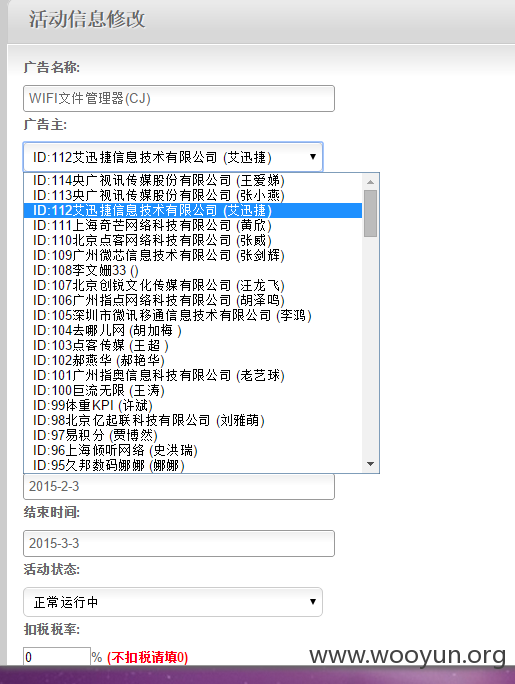 活动信息修改
广告名称:
WIFI文件管理器(CJ)
广告主:
ID:112艾迅捷信息技术有限公司 (艾迅捷)
ID:114央广视讯传媒股份有限公司 (王爱娣)
ID:113央广视讯传媒股份有限公司 (张小燕)
ID:112艾迅捷信息技术有限公司 (艾迅捷)
ID:111上海奇芒网络科技有限公司 (黄欣)
ID:110北京点客网络科技有限公司 (张威)
ID:109广州微芯信息技术有限公司 (张剑辉)
ID:108李文姗33 ()
ID:107北京创锐文化传媒有限公司 (汪龙飞)
ID:106广州指点网络科技有限公司 (胡泽鸣)
ID:105深圳市微讯移通信息技术有限公司 (李鸿)
ID:104去哪儿网 (胡加梅 )
ID:103点客传媒 (王超 )
ID:102郝燕华 (郝艳华)
ID:101广州指奥信息科技有限公司 (老艺球)
ID:100巨流无限 (王涛)
ID:99体重KPI (许斌)
ID:98北京亿起联科技有限公司 (刘雅萌)
ID:97易积分 (贾博然)
ID:96上海倾听网络 (史洪瑞)
ID:95久邦数码娜娜 (娜娜)
2015-2-3
结束时间:
2015-3-3
活动状态:
正常运行中
扣税税率:
0 % (不扣税请填0)
www.wooyun.org